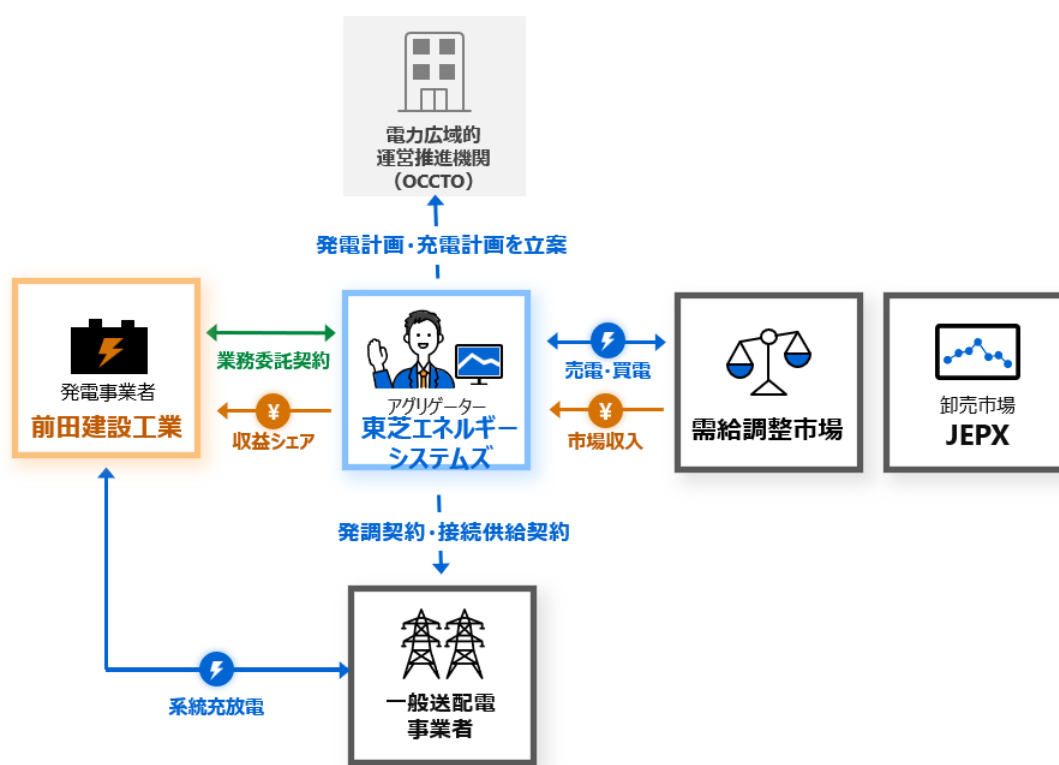 電力広域的
運営推進機関
（OCCTO）
発電計画・充電計画を立案
発電事業者
前田建設工業
業務委託契約
¥
収益シェア
アグリゲーター
東芝エネルギー
システムズ
売電・買電
¥
市場収入
需給調整市場
卸売市場
JEPX
発調契約・接続供給契約
系統充放電
一般送配電
事業者